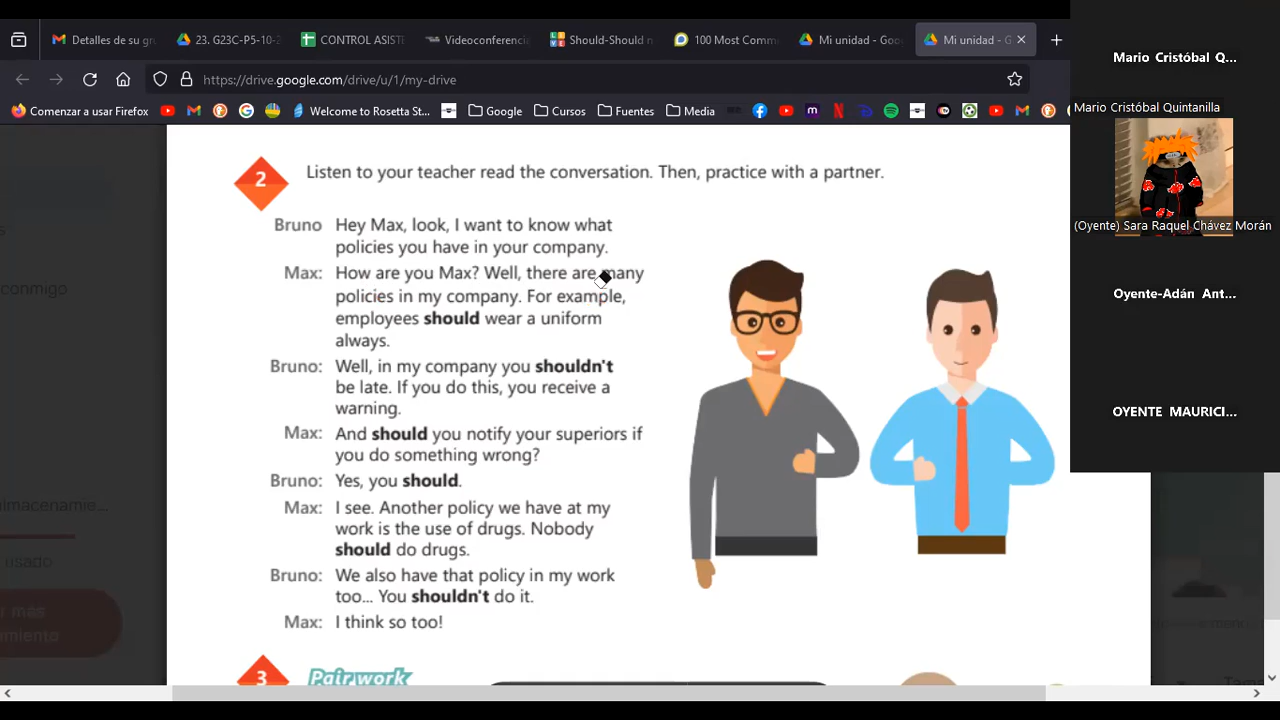 Detalles de su gr
23. G23C-P5-10-2
CONTROL ASISTI
Videoconferencia
Should-Should n
100 Most Comm
Mi unidad - Goo
Mi unidad - G
https://drive.google.com/drive/u/1/my-drive
Comenzar a usar Firefox
Welcome to Rosetta St...
Google
Cursos
Fuentes
Media
Mario Cristóbal Q...
Mario Cristóbal Quintanilla
(Oyente) Sara Raquel Chávez Morán
Oyente-Adán Ant...
OYENTE MAURICI...
2
Listen to your teacher read the conversation. Then, practice with a partner.
Bruno Hey Max, look, I want to know what
policies you have in your company.
Max: How are you Max? Well, there are many
policies in my company. For example,
employees should wear a uniform
always.
Bruno: Well, in my company you shouldn't
be late. If you do this, you receive a
warning.
Max: And should you notify your superiors if
you do something wrong?
Bruno: Yes, you should.
Max: I see. Another policy we have at my
work is the use of drugs. Nobody
should do drugs.
Bruno: We also have that policy in my work
too... You shouldn't do it.
Max: I think so too!
3
Pair work
conmigo
macenamie...